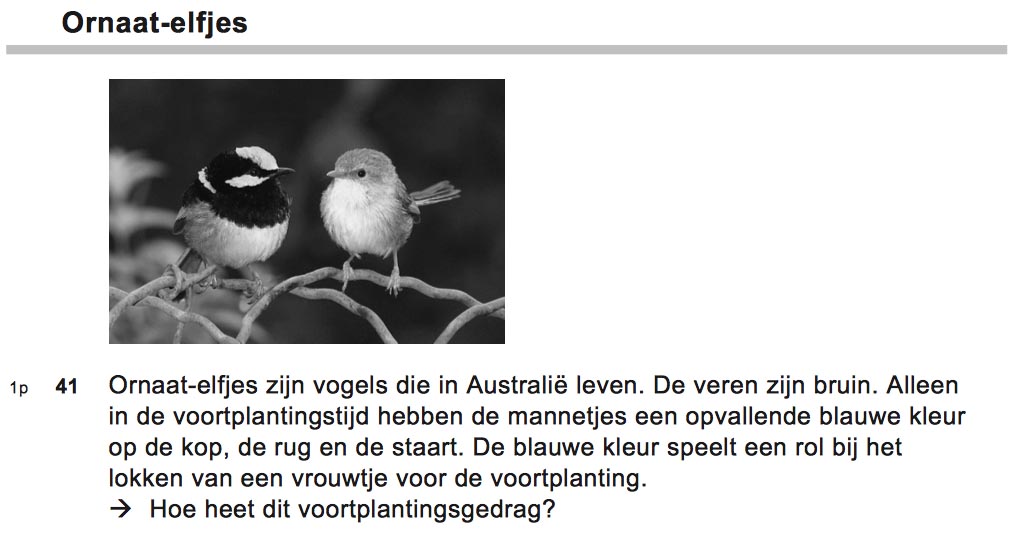 Ornaat-elfjes
1p 41 Ornaat-elfjes zijn vogels die in Australië leven. De veren zijn bruin. Alleen
in de voortplantingstijd hebben de mannetjes een opvallende blauwe kleur
op de kop, de rug en de staart. De blauwe kleur speelt een rol bij het
lokken van een vrouwtje voor de voortplanting.
→ Hoe heet dit voortplantingsgedrag?